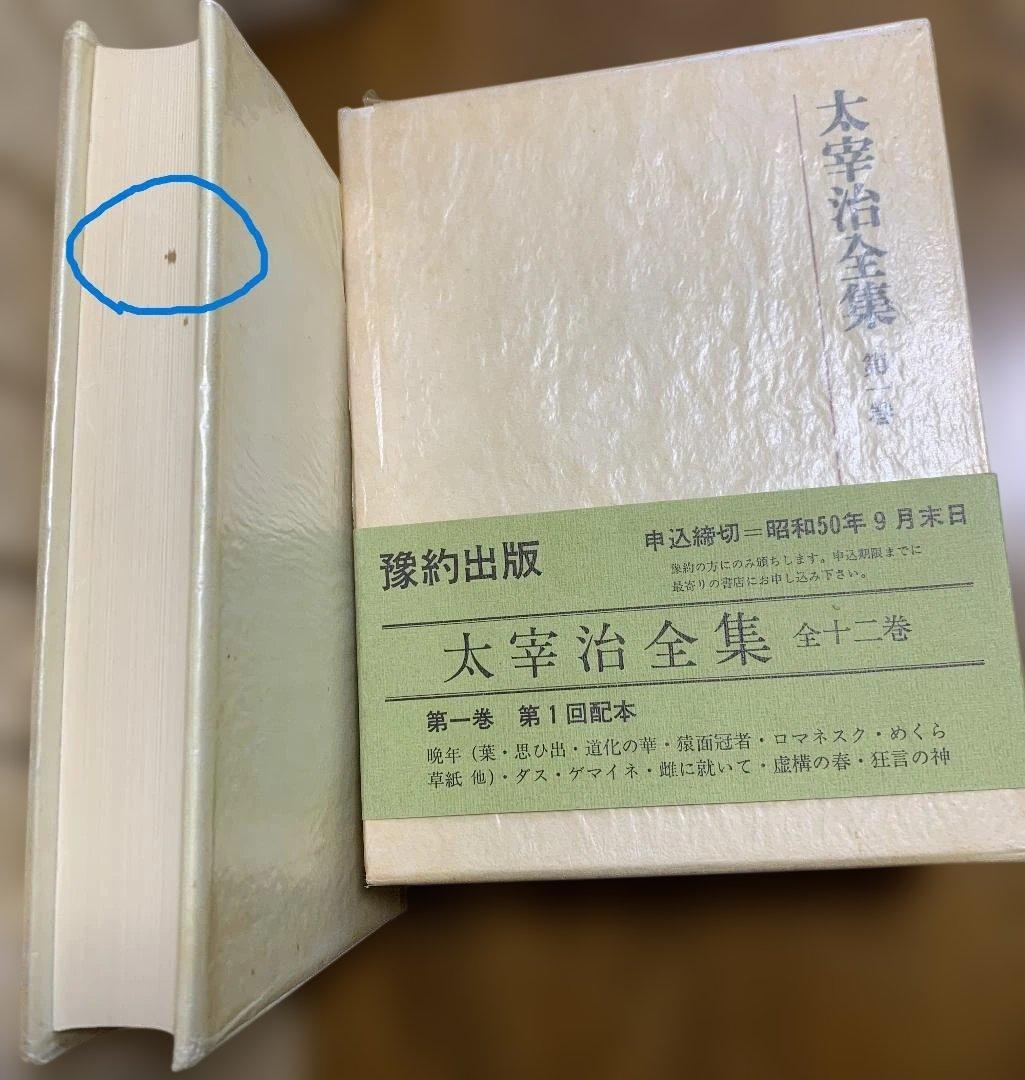 太宰治全集 第一巻
豫約出版
申込締切＝昭和50年9月末日
豫約の方にのみ頒ちします。申込期限までに
最寄りの書店にお申し込み下さい。
太宰治全集 全十二巻
第一巻 第1回配本
晩年（葉・思ひ出・道化の華・猿面冠者・ロマネスク・めくら
草紙 他）・ダス・ゲマイネ・雌に就いて・虚構の春・狂言の神